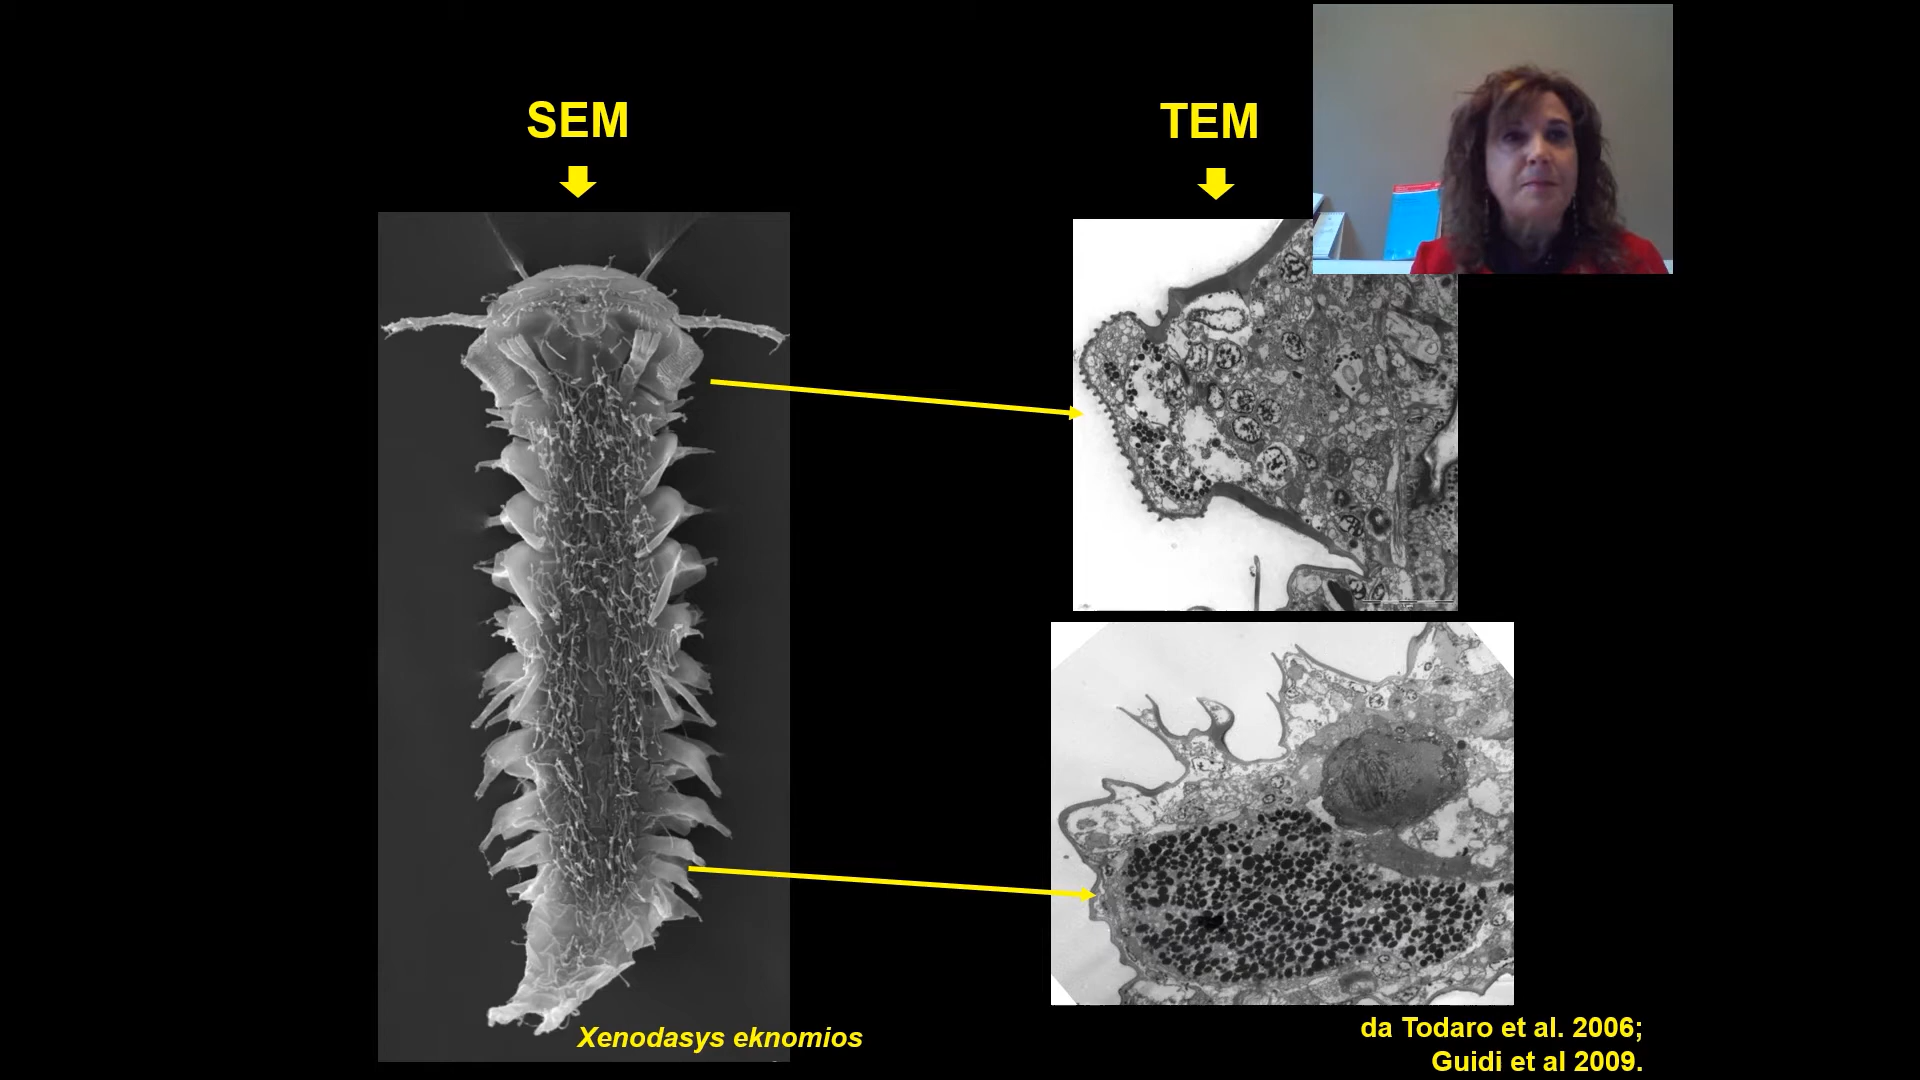 SEM
TEM
Xenodasys eknomios
da Todaro et al. 2006;
Guidi et al 2009.